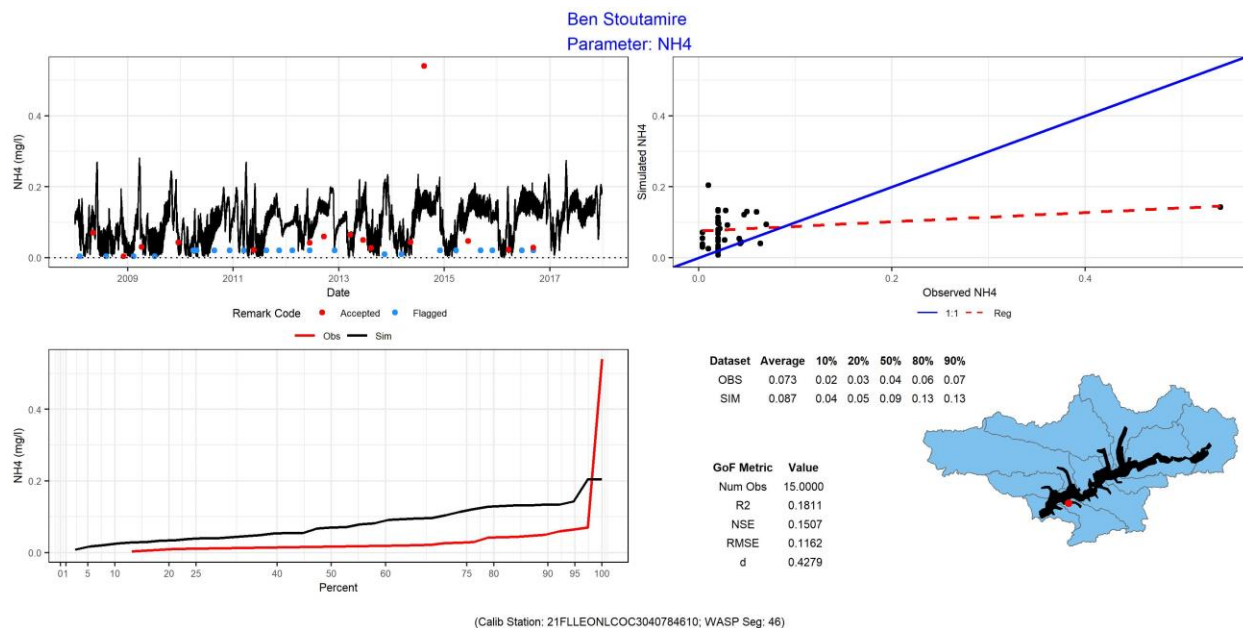 Ben Stoutamire
Parameter: NH4
NH4 (mg/l)
0.4
0.2
0.0
2009 2011 2013 2015 2017
Date
Remark Code Accepted Flagged
Simulated NH4
0.4
0.2
0.0
0.0 0.2 0.4
Observed NH4
1:1 Reg
Obs Sim
NH4 (mg/l)
0.4
0.2
0.0
0 1 5 10 20 25 40 60 75 80 90 95 100
Percent
Dataset Average 10% 20% 50% 80% 90%
OBS 0.073 0.02 0.03 0.04 0.06 0.07
SIM 0.087 0.04 0.05 0.09 0.13 0.13
GoF Metric Value
Num Obs 15.0000
R2 0.1811
NSE 0.1507
RMSE 0.1162
d 0.4279
(Calib Station: 21FLLEONLCOC3040784610; WASP Seg: 46)